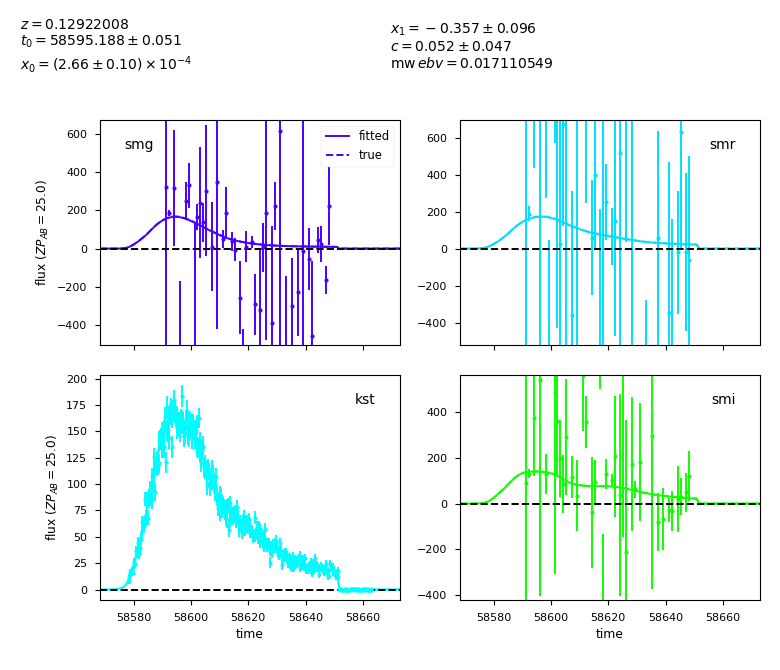 z = 0.12922008
t₀ = 58595.188 ± 0.051
x₀ = (2.66 ± 0.10) × 10⁻⁴
x₁ = −0.357 ± 0.096
c = 0.052 ± 0.047
mw ebv = 0.017110549
600
400
200
0
−200
−400
flux (ZP_AB = 25.0)
smg
fitted
true
600
400
200
0
−200
−400
smr
200
175
150
125
100
75
50
25
0
flux (ZP_AB = 25.0)
kst
58580
58600
58620
58640
58660
time
400
200
0
−200
−400
smi
58580
58600
58620
58640
58660
time